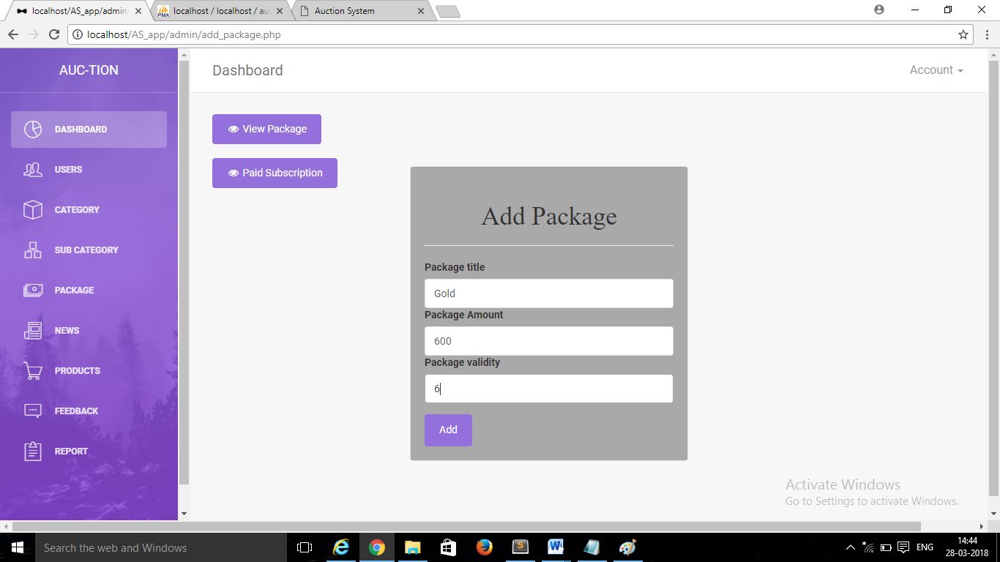 localhost/AS_app/admin
localhost / localhost / au
Auction System
localhost/AS_app/admin/add_package.php
AUC-TION
Dashboard
Account
DASHBOARD
USERS
CATEGORY
SUB CATEGORY
PACKAGE
NEWS
PRODUCTS
FEEDBACK
REPORT
View Package
Paid Subscription
Add Package
Package title
Gold
Package Amount
600
Package validity
6
Add
Activate Windows
Go to Settings to activate Windows.
Search the web and Windows
ENG
14:44
28-03-2018